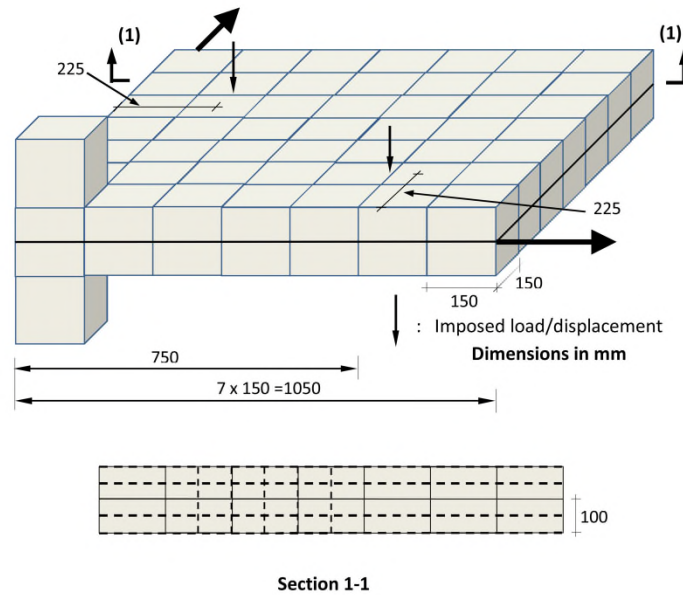 (1)
(1)
225
225
150
150
: Imposed load/displacement
Dimensions in mm
750
7 x 150 =1050
100
Section 1-1